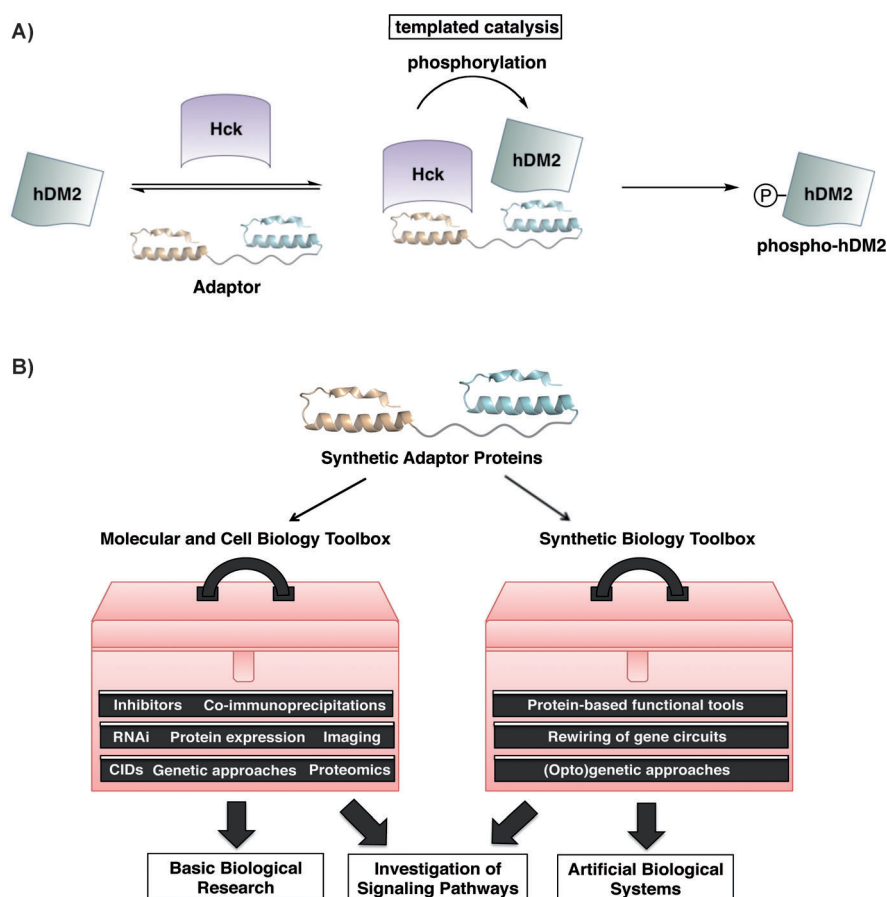 A)
templated catalysis
phosphorylation
Hck
hDM2
Hck
hDM2
P
hDM2
phospho-hDM2
Adaptor
B)
Synthetic Adaptor Proteins
Molecular and Cell Biology Toolbox
Synthetic Biology Toolbox
Inhibitors Co-immunoprecipitations
RNAi Protein expression Imaging
CIDs Genetic approaches Proteomics
Protein-based functional tools
Rewiring of gene circuits
(Opto)genetic approaches
Basic Biological
Research
Investigation of
Signaling Pathways
Artificial Biological
Systems